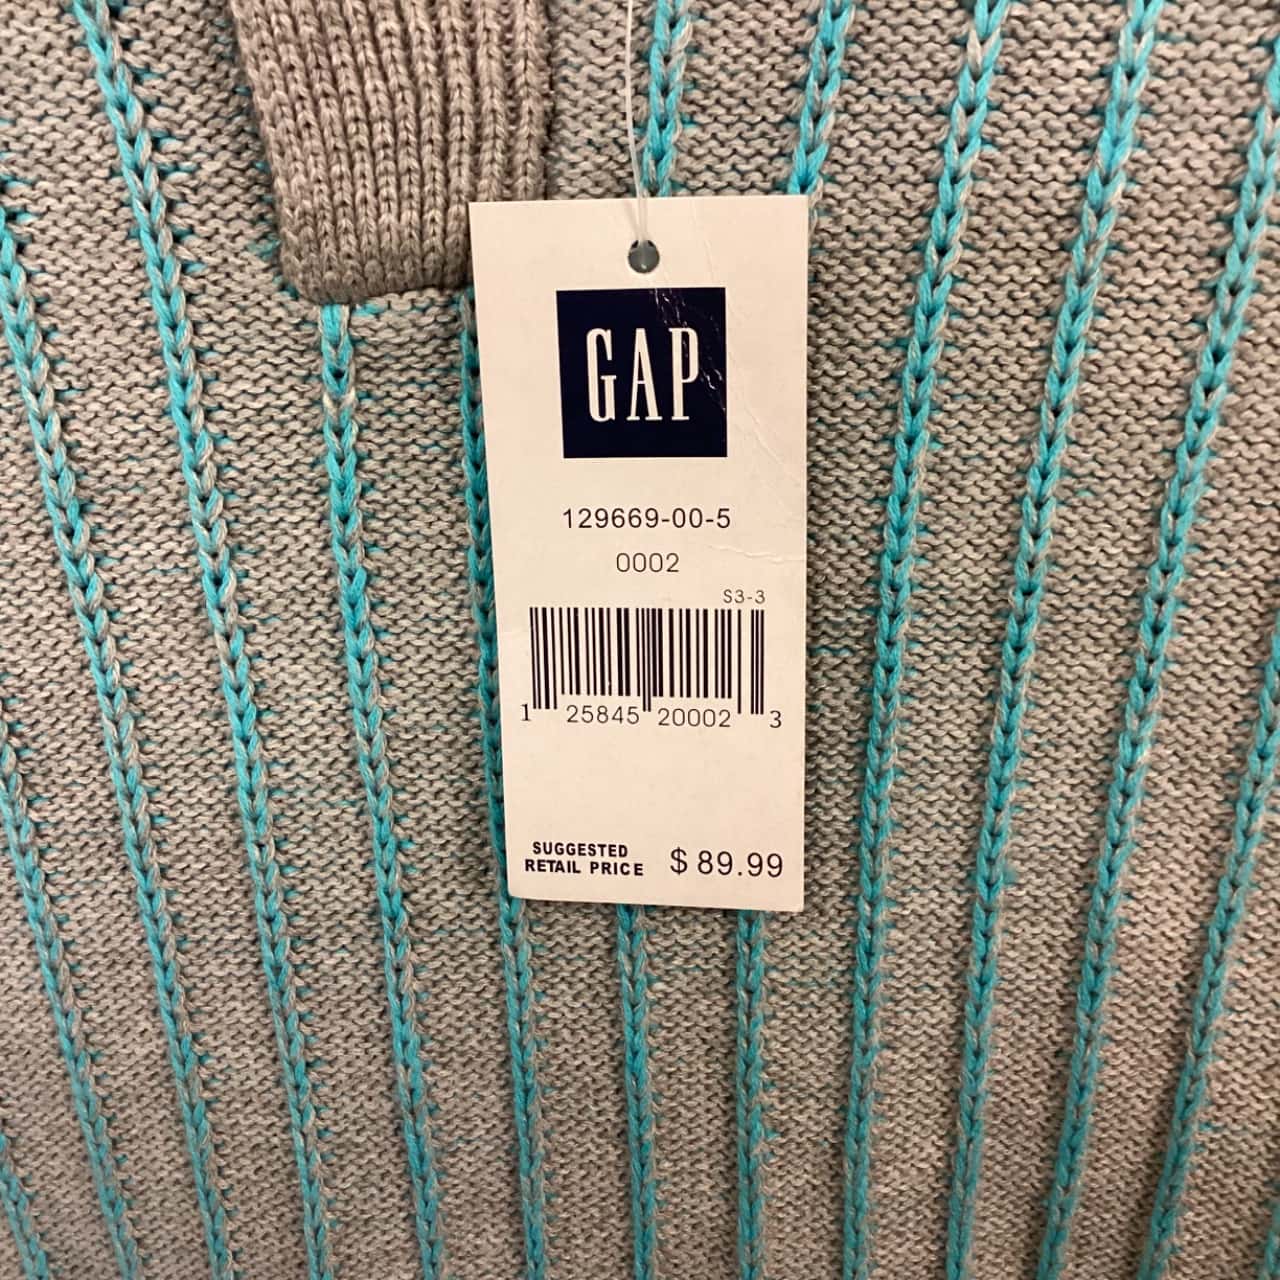 GAP
129669-00-5
0002
S3-3
1 25845 20002 3
SUGGESTED
RETAIL PRICE $ 89.99